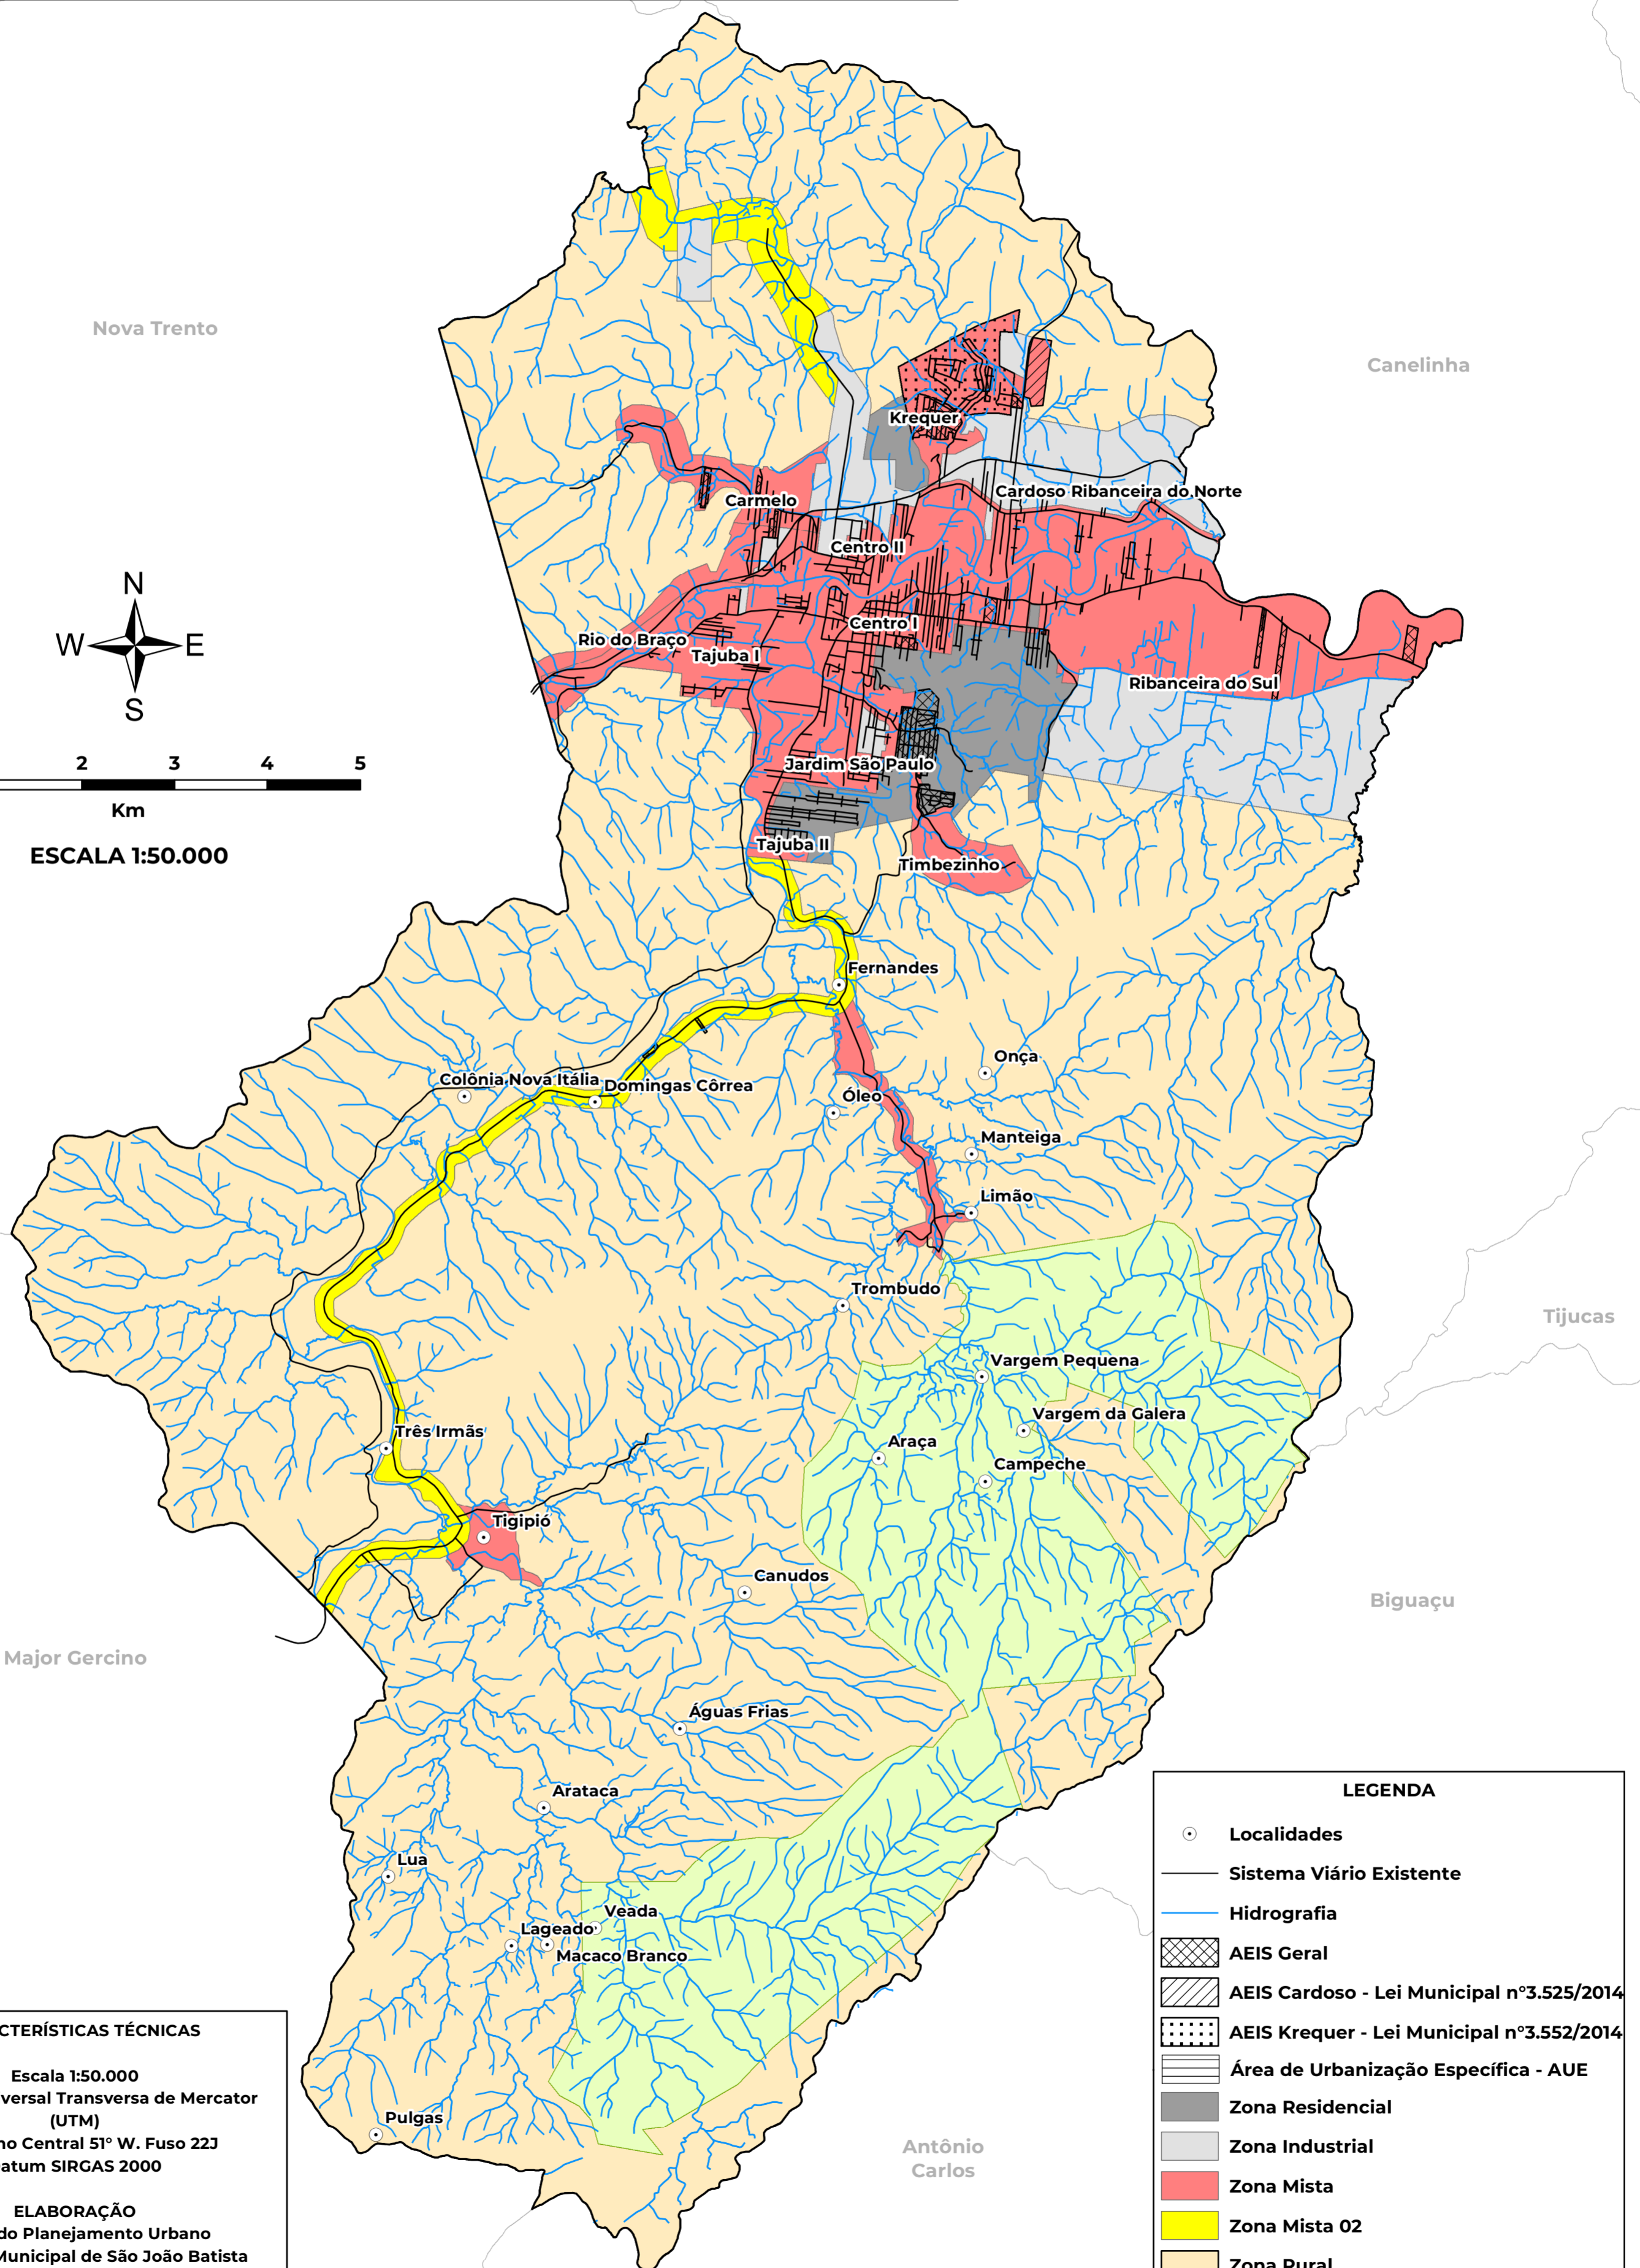 Nova Trento
Canelinha
Krequer
Cardoso Ribanceira do Norte
Carmelo
Centro II
N
W E
S
Centro I
Rio do Braço
Tajuba I
Ribanceira do Sul
2 3 4 5
Km
Jardim São Paulo
ESCALA 1:50.000
Tajuba II
Timbezinho
Fernandes
Onça
Colônia Nova Itália
Domingas Côrrea
Óleo
Manteiga
Limão
Trombudo
Tijucas
Vargem Pequena
Vargem da Galera
Três Irmãs
Araça
Campeche
Tigipió
Canudos
Biguaçu
Major Gercino
Águas Frias
Arataca
Lua
Veada
Lageado
Macaco Branco
Pulgas
Antônio
Carlos
LEGENDA
Localidades
Sistema Viário Existente
Hidrografia
AEIS Geral
AEIS Cardoso - Lei Municipal n°3.525/2014
AEIS Krequer - Lei Municipal n°3.552/2014
Área de Urbanização Específica - AUE
Zona Residencial
Zona Industrial
Zona Mista
Zona Mista 02
Zona Rural
CTERÍSTICAS TÉCNICAS
Escala 1:50.000
versal Transversa de Mercator
(UTM)
no Central 51° W. Fuso 22J
atum SIRGAS 2000
ELABORAÇÃO
do Planejamento Urbano
Municipal de São João Batista